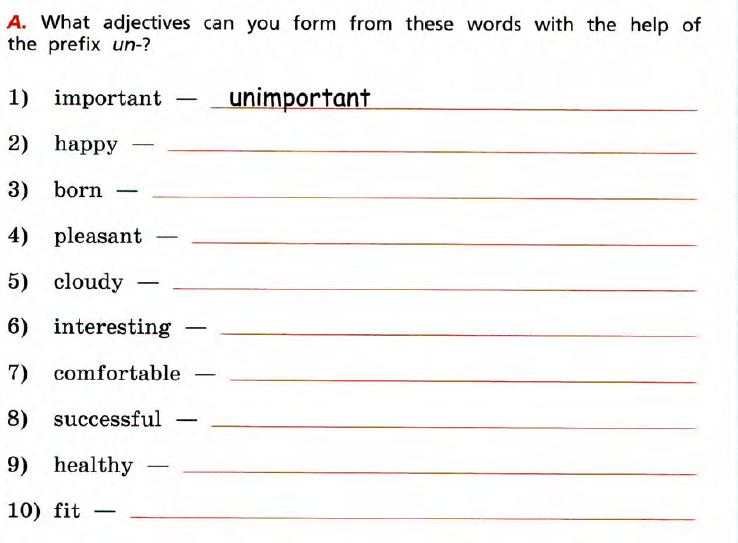 A. What adjectives can you form from these words with the help of
the prefix un-?
1) important — unimportant
2) happy —
3) born —
4) pleasant —
5) cloudy —
6) interesting —
7) comfortable —
8) successful —
9) healthy —
10) fit —